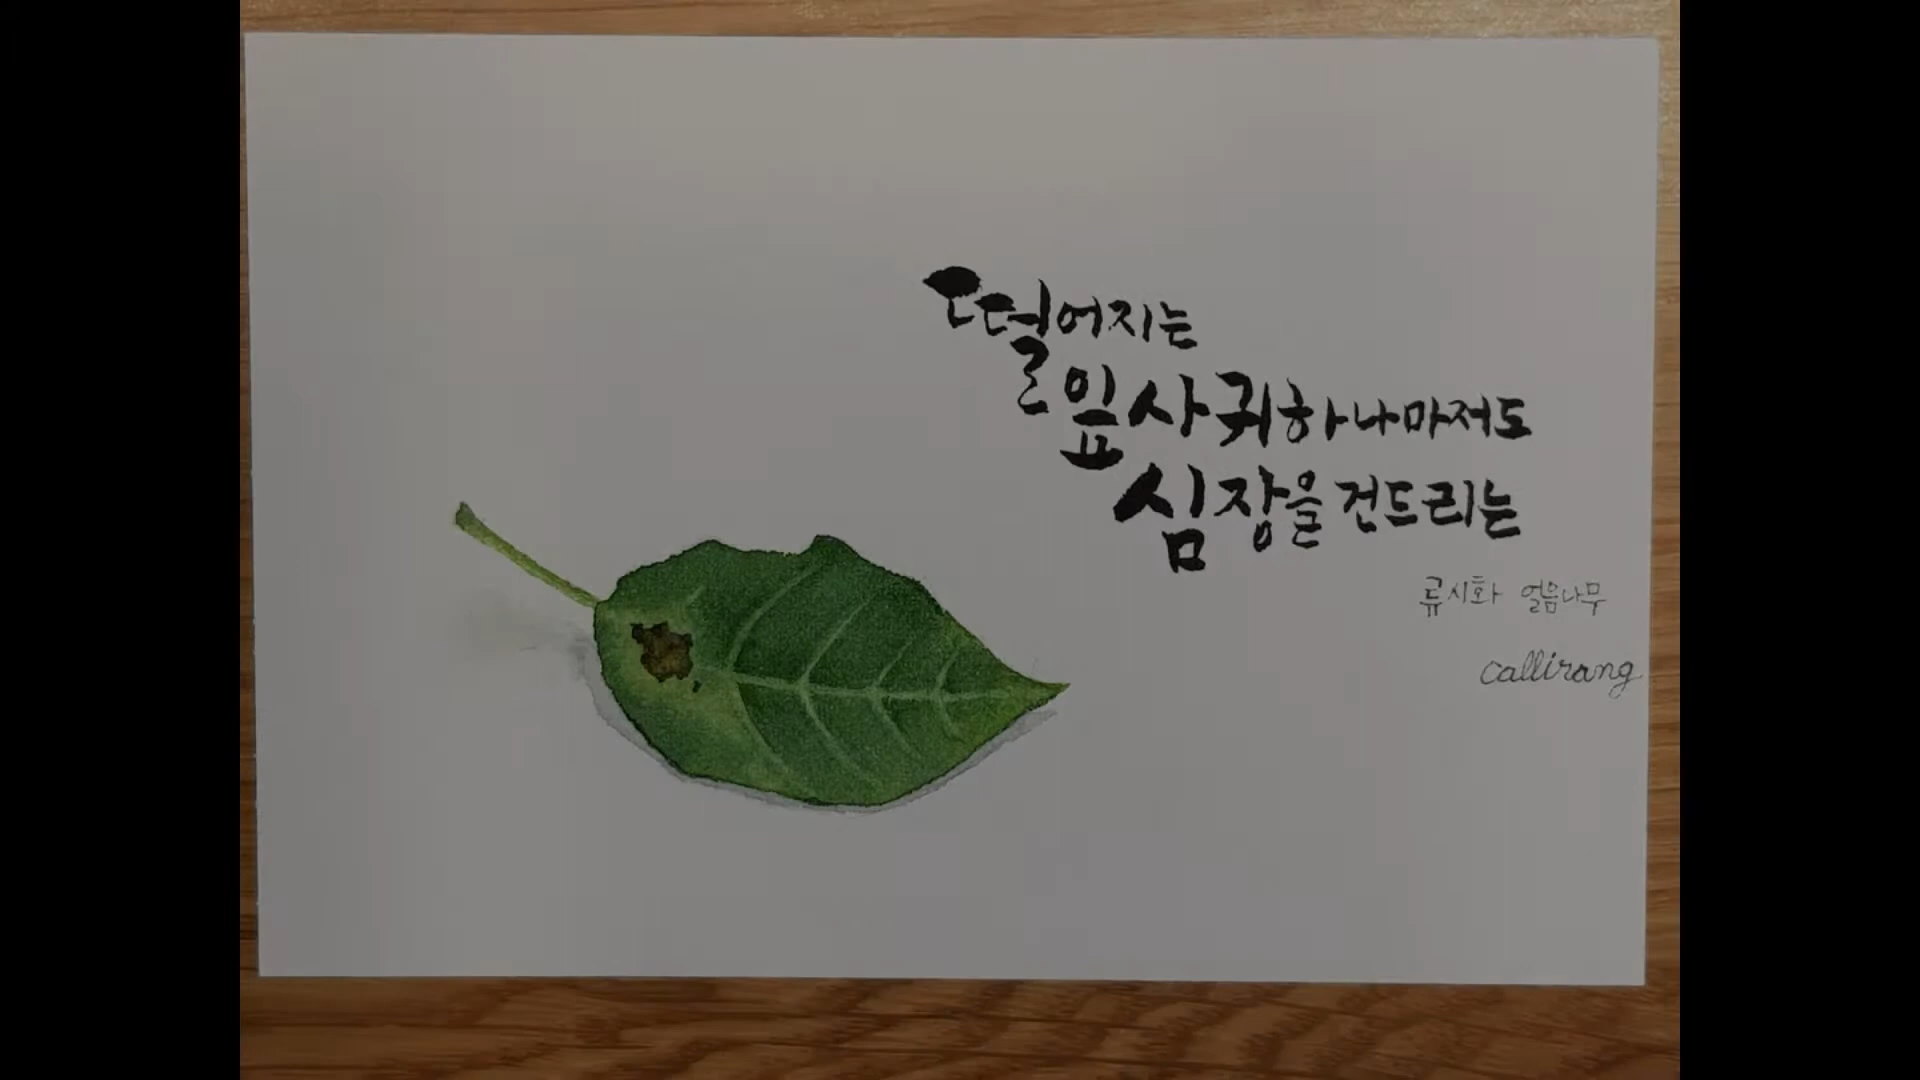 떨어지는
잎사귀 하나마저도
심장을 건드리는
류시화 얼음나무
callirang